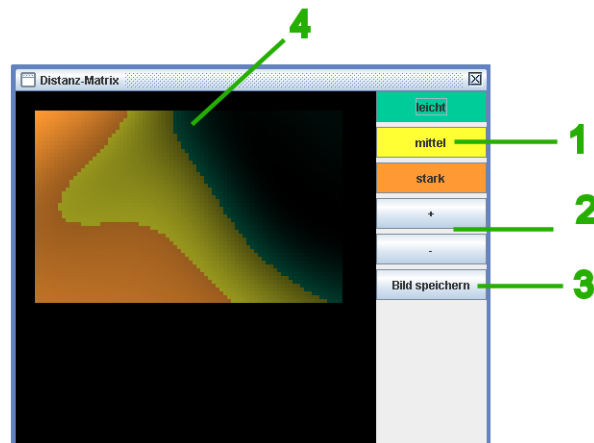 4
Distanz-Matrix
leicht
mittel
1
stark
+
2
-
Bild speichern
3